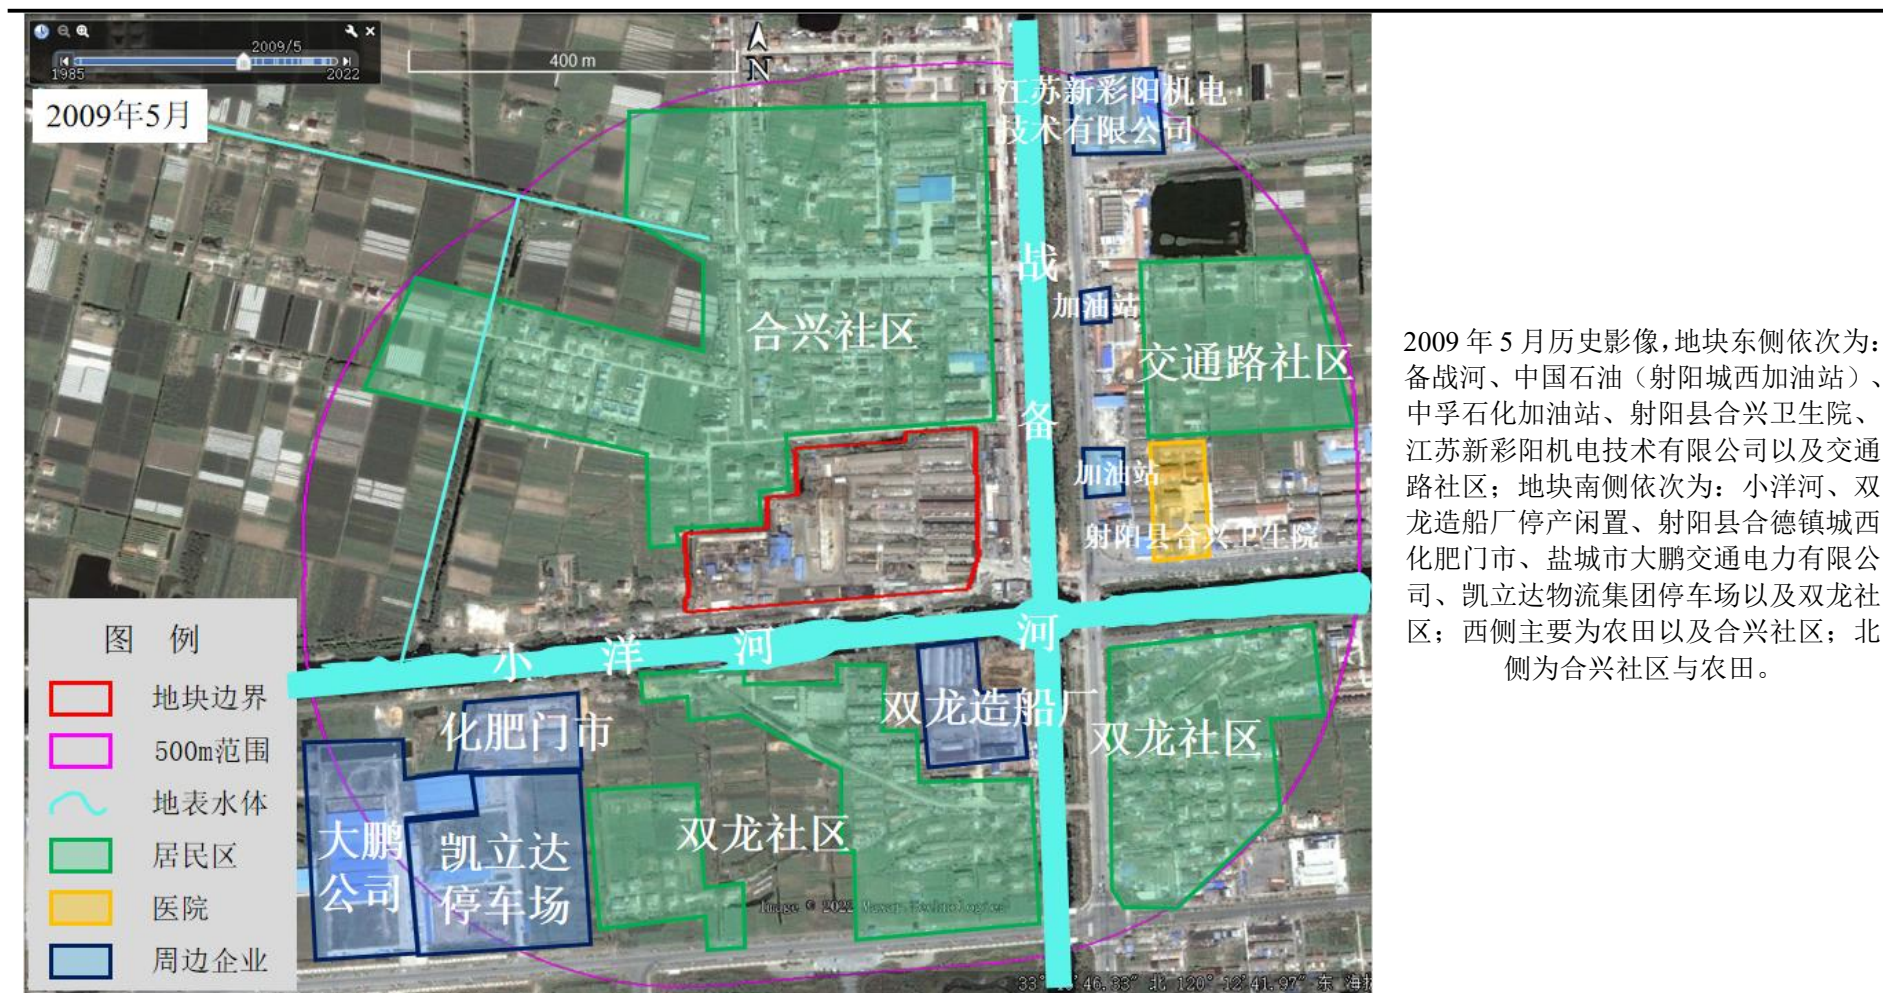 2009/5
1985
2022
400 m
N
2009年5月
江苏新彩阳机电
技术有限公司
战
加油站
合兴社区
交通路社区
备
加油站
射阳县合兴卫生院
小洋河
河
双龙造船厂
化肥门市
双龙社区
双龙社区
大鹏
公司
凯立达
停车场
Image © 2022 Maxar Technologies
46.33" 北 120° 12'41.97" 东
图 例
地块边界
500m范围
地表水体
居民区
医院
周边企业
2009年5月历史影像，地块东侧依次为：
备战河、中国石油（射阳城西加油站）、
中孚石化加油站、射阳县合兴卫生院、
江苏新彩阳机电技术有限公司以及交通
路社区；地块南侧依次为：小洋河、双
龙造船厂停产闲置、射阳县合德镇城西
化肥门市、盐城市大鹏交通电力有限公
司、凯立达物流集团停车场以及双龙社
区；西侧主要为农田以及合兴社区；北
侧为合兴社区与农田。